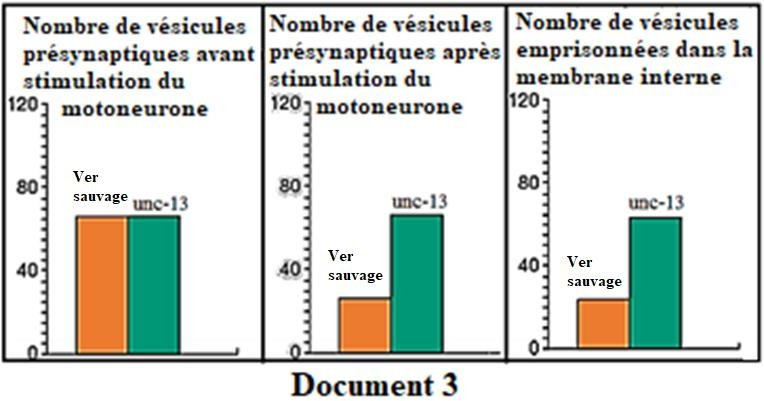 Nombre de vésicules
présynaptiques avant
stimulation du
motoneurone
120
80
40
0
Ver
sauvage
unc-13
Nombre de vésicules
présynaptiques après
stimulation du
motoneurone
120
80
40
0
Ver
sauvage
unc-13
Nombre de vésicules
emprisonnées dans la
membrane interne
120
80
40
0
Ver
sauvage
unc-13
Document 3